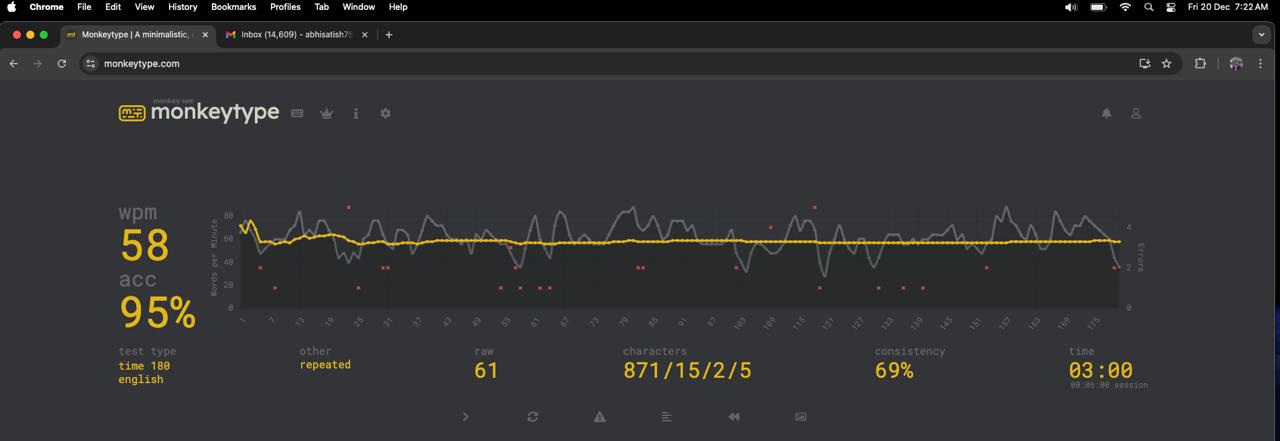 Chrome File Edit View History Bookmarks Profiles Tab Window Help Fri 20 Dec 7:22 AM
mt Monkeytype | A minimalistic, Inbox (14,609) - abhisatish75
monkeytype.com
monkey see
monkeytype
wpm
58
acc
95%
Words per Minute
80
60
40
20
0
Errors
4
2
0
1 7 13 19 25 31 37 43 49 55 61 67 73 79 85 91 97 103 109 115 121 127 133 139 145 151 157 163 169 175
test type
time 180
english
other
repeated
raw
61
characters
871/15/2/5
consistency
69%
time
03:00
00:06:00 session